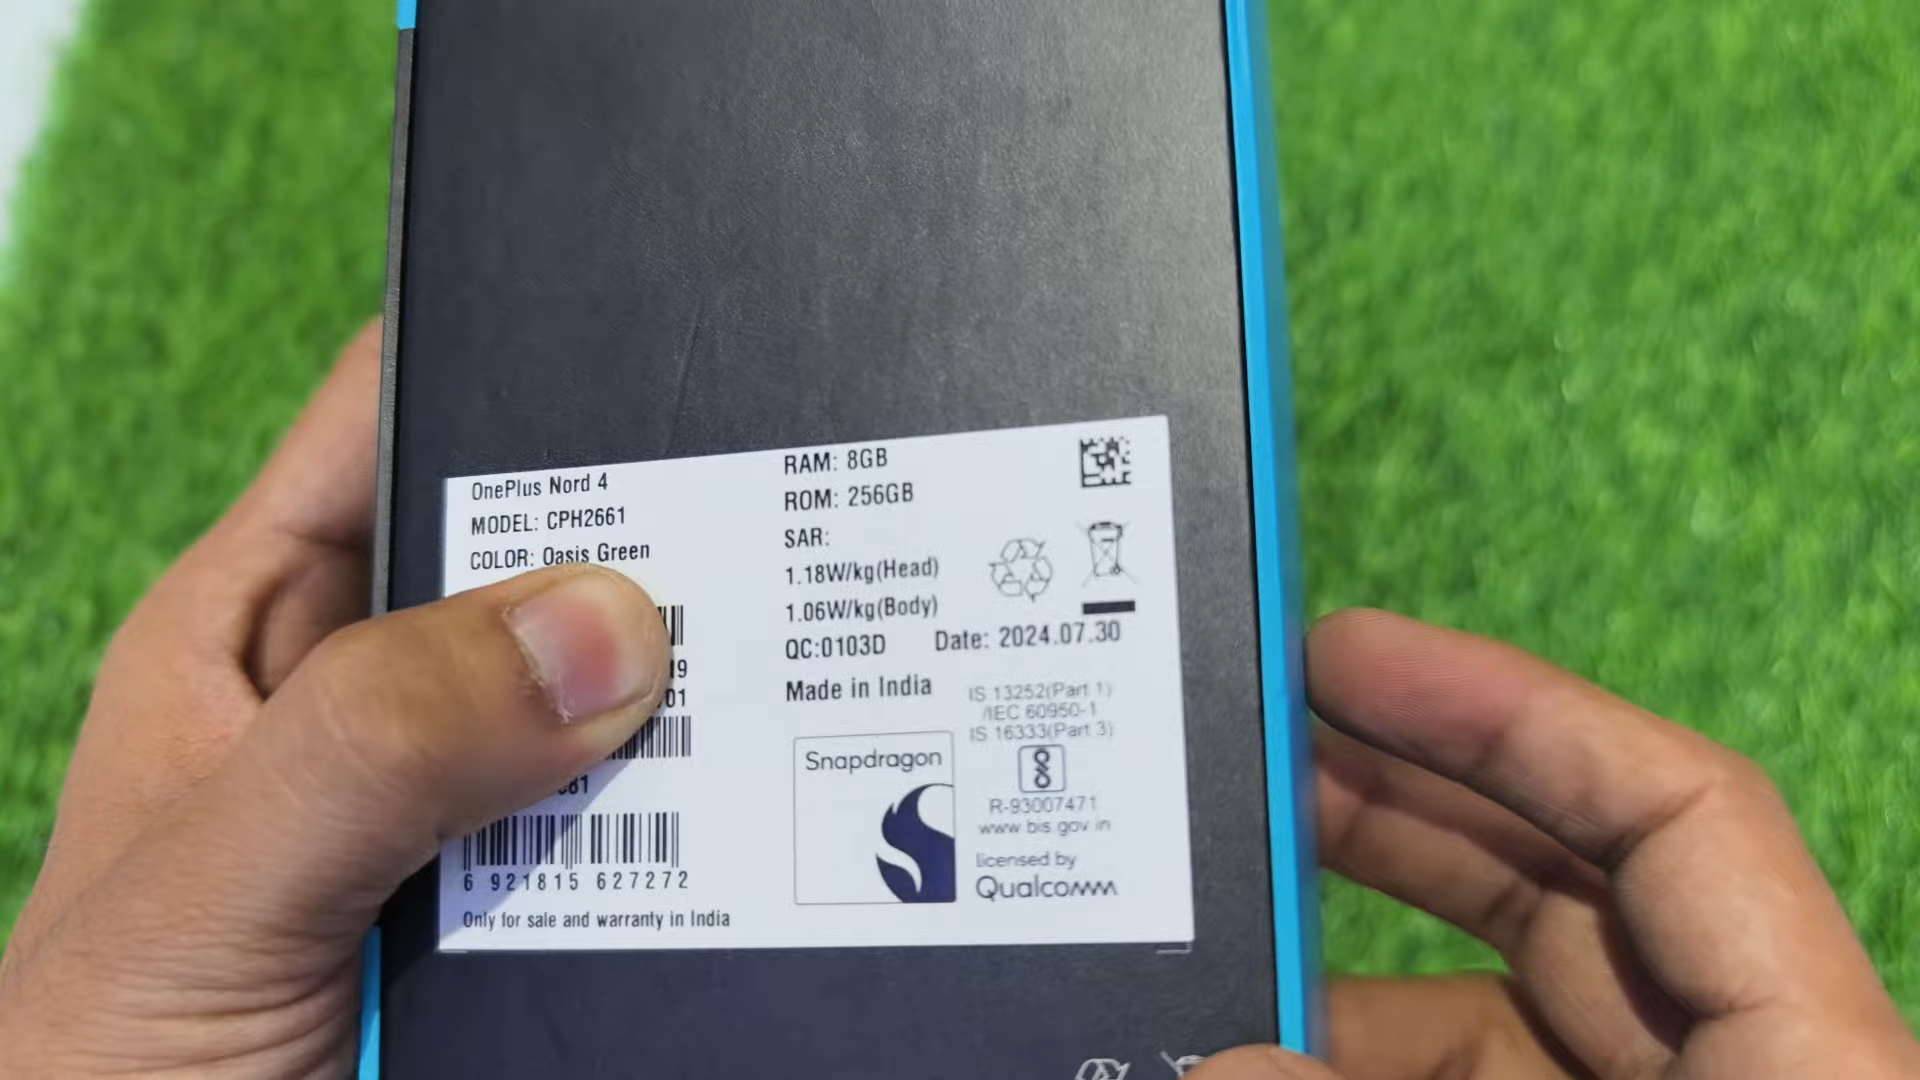 OnePlus Nord 4
MODEL: CPH2661
COLOR: Oasis Green
19
01
81
6 921815 627272
Only for sale and warranty in India
RAM: 8GB
ROM: 256GB
SAR:
1.18W/kg(Head)
1.06W/kg(Body)
QC:0103D Date: 2024.07.30
Made in India
IS 13252(Part 1)
/IEC 60950-1
IS 16333(Part 3)
R-93007471
www.bis.gov.in
Snapdragon
licensed by
Qualcomm